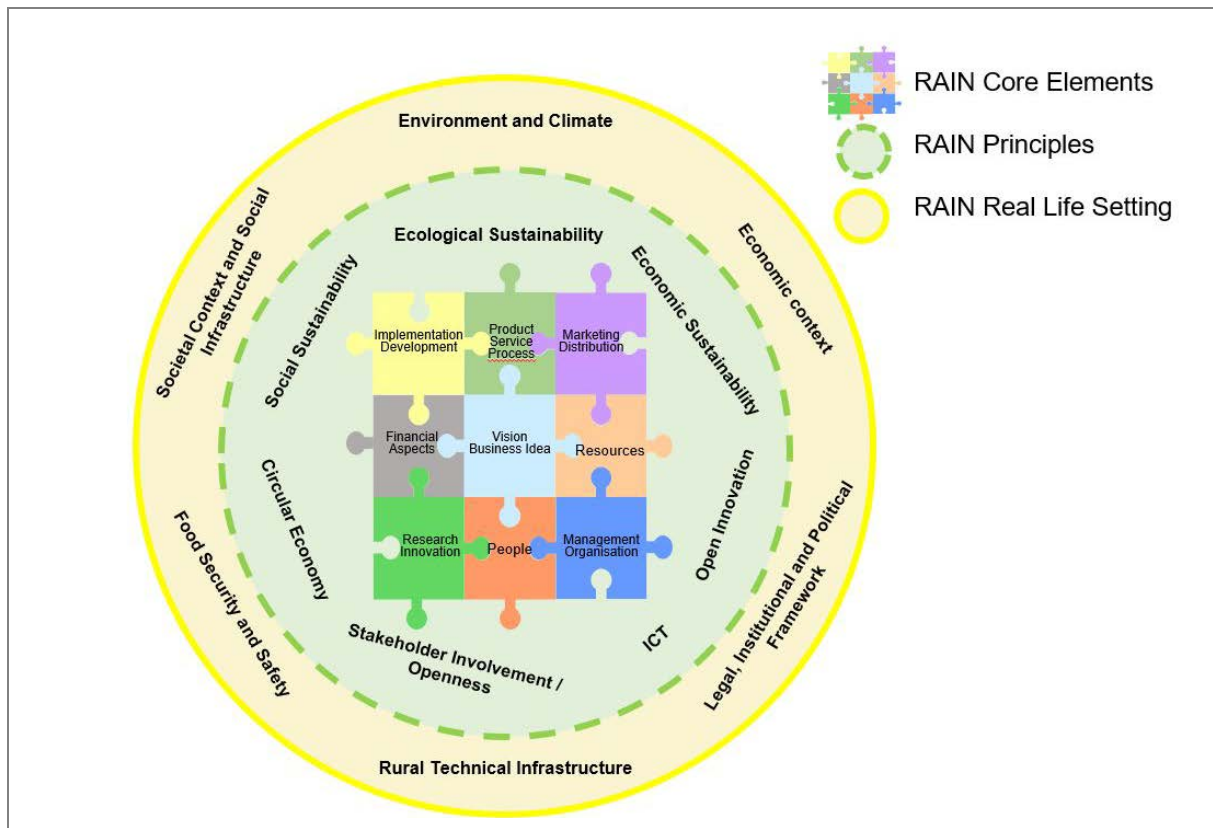 RAIN Core Elements
RAIN Principles
RAIN Real Life Setting
Environment and Climate
Societal Context and Social
Infrastructure
Economic context
Ecological Sustainability
Social Sustainability
Economic Sustainability
Implementation
Development
Product
Service
Process
Marketing
Distribution
Financial
Aspects
Vision
Business Idea
Resources
Research
Innovation
People
Management
Organisation
Circular Economy
Open Innovation
Stakeholder Involvement /
Openness
ICT
Food Security and Safety
Legal, Institutional and Political
Framework
Rural Technical Infrastructure